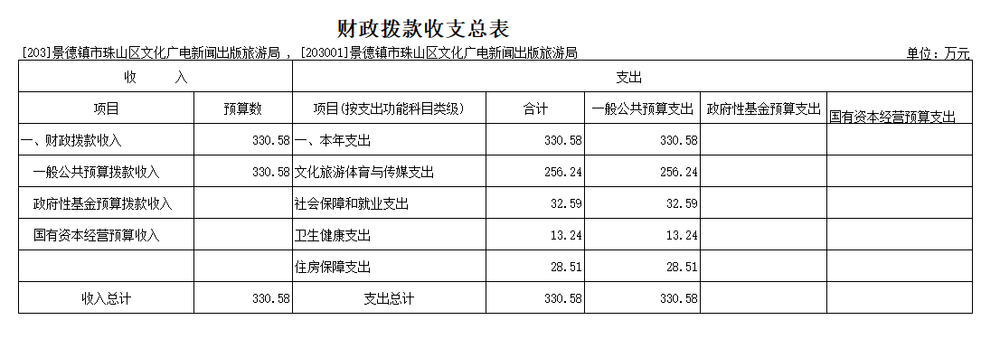 财政拨款收支总表
[203]景德镇市珠山区文化广电新闻出版旅游局 , [203001]景德镇市珠山区文化广电新闻出版旅游局 单位：万元
收 入 支出
项目 预算数 项目(按支出功能科目类级) 合计 一般公共预算支出 政府性基金预算支出 国有资本经营预算支出
一、财政拨款收入 330.58 一、本年支出 330.58 330.58
一般公共预算拨款收入 330.58 文化旅游体育与传媒支出 256.24 256.24
政府性基金预算拨款收入 社会保障和就业支出 32.59 32.59
国有资本经营预算收入 卫生健康支出 13.24 13.24
住房保障支出 28.51 28.51
收入总计 330.58 支出总计 330.58 330.58